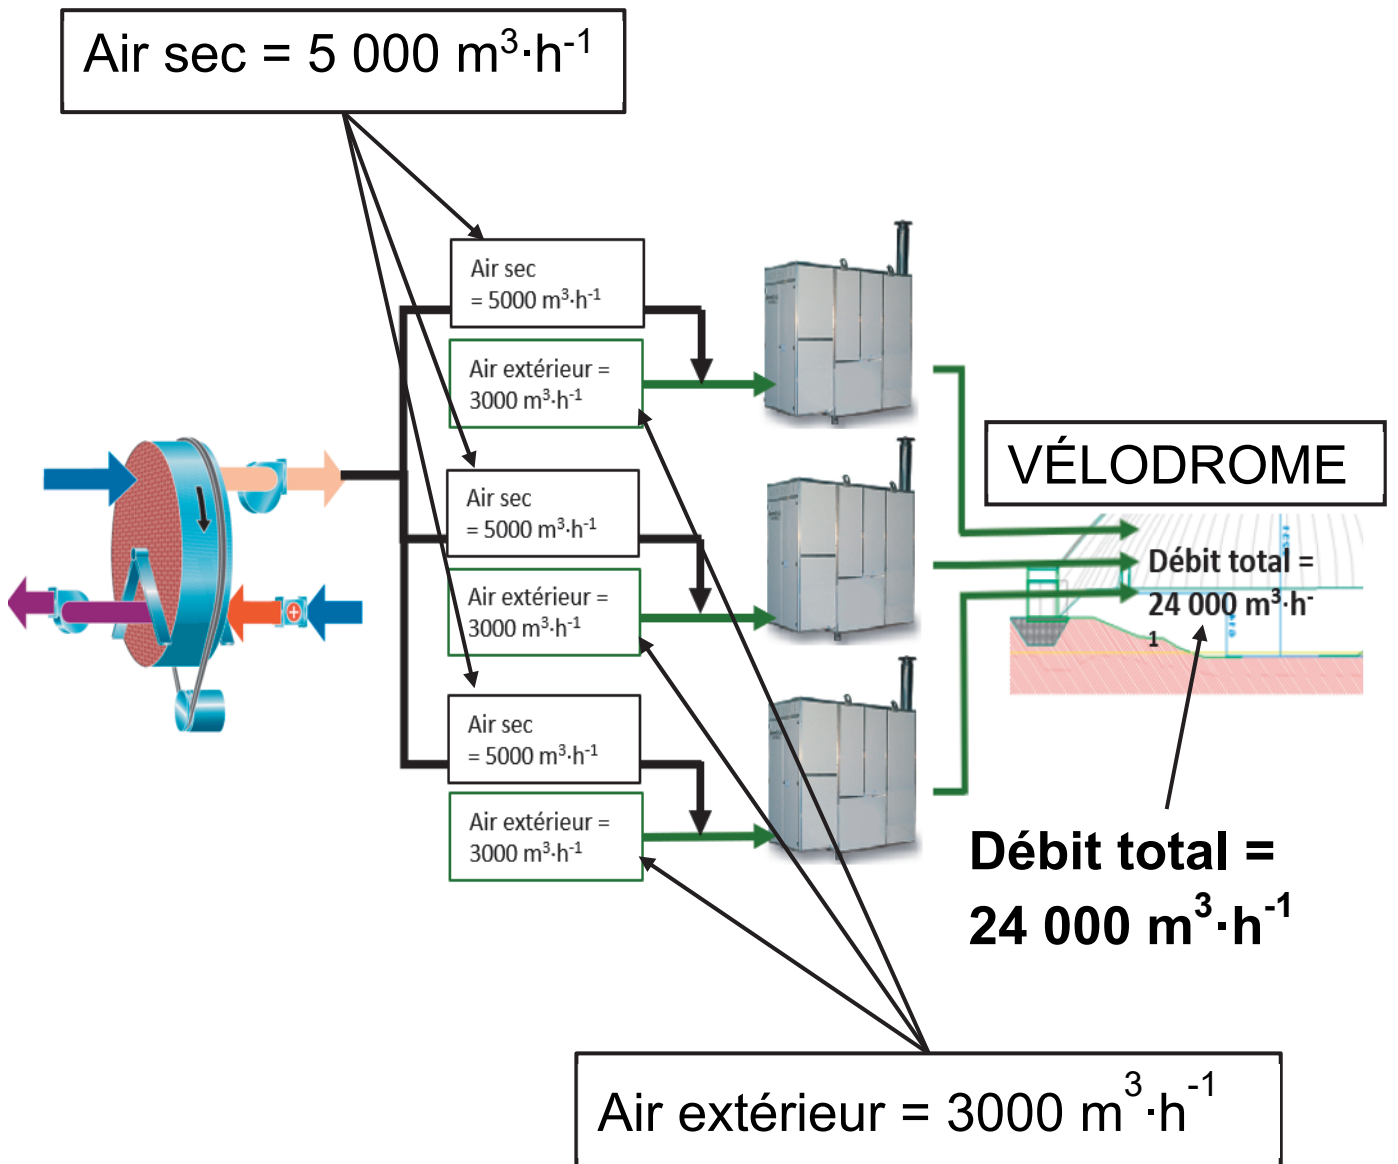 Air sec = 5 000 m³·h⁻¹
Air sec
= 5000 m³·h⁻¹
Air extérieur =
3000 m³·h⁻¹
VÉLODROME
Air sec
= 5000 m³·h⁻¹
Débit total =
24 000 m³·h⁻
1
Air extérieur =
3000 m³·h⁻¹
Air sec
= 5000 m³·h⁻¹
Air extérieur =
3000 m³·h⁻¹
Débit total =
24 000 m³·h⁻¹
Air extérieur = 3000 m³·h⁻¹